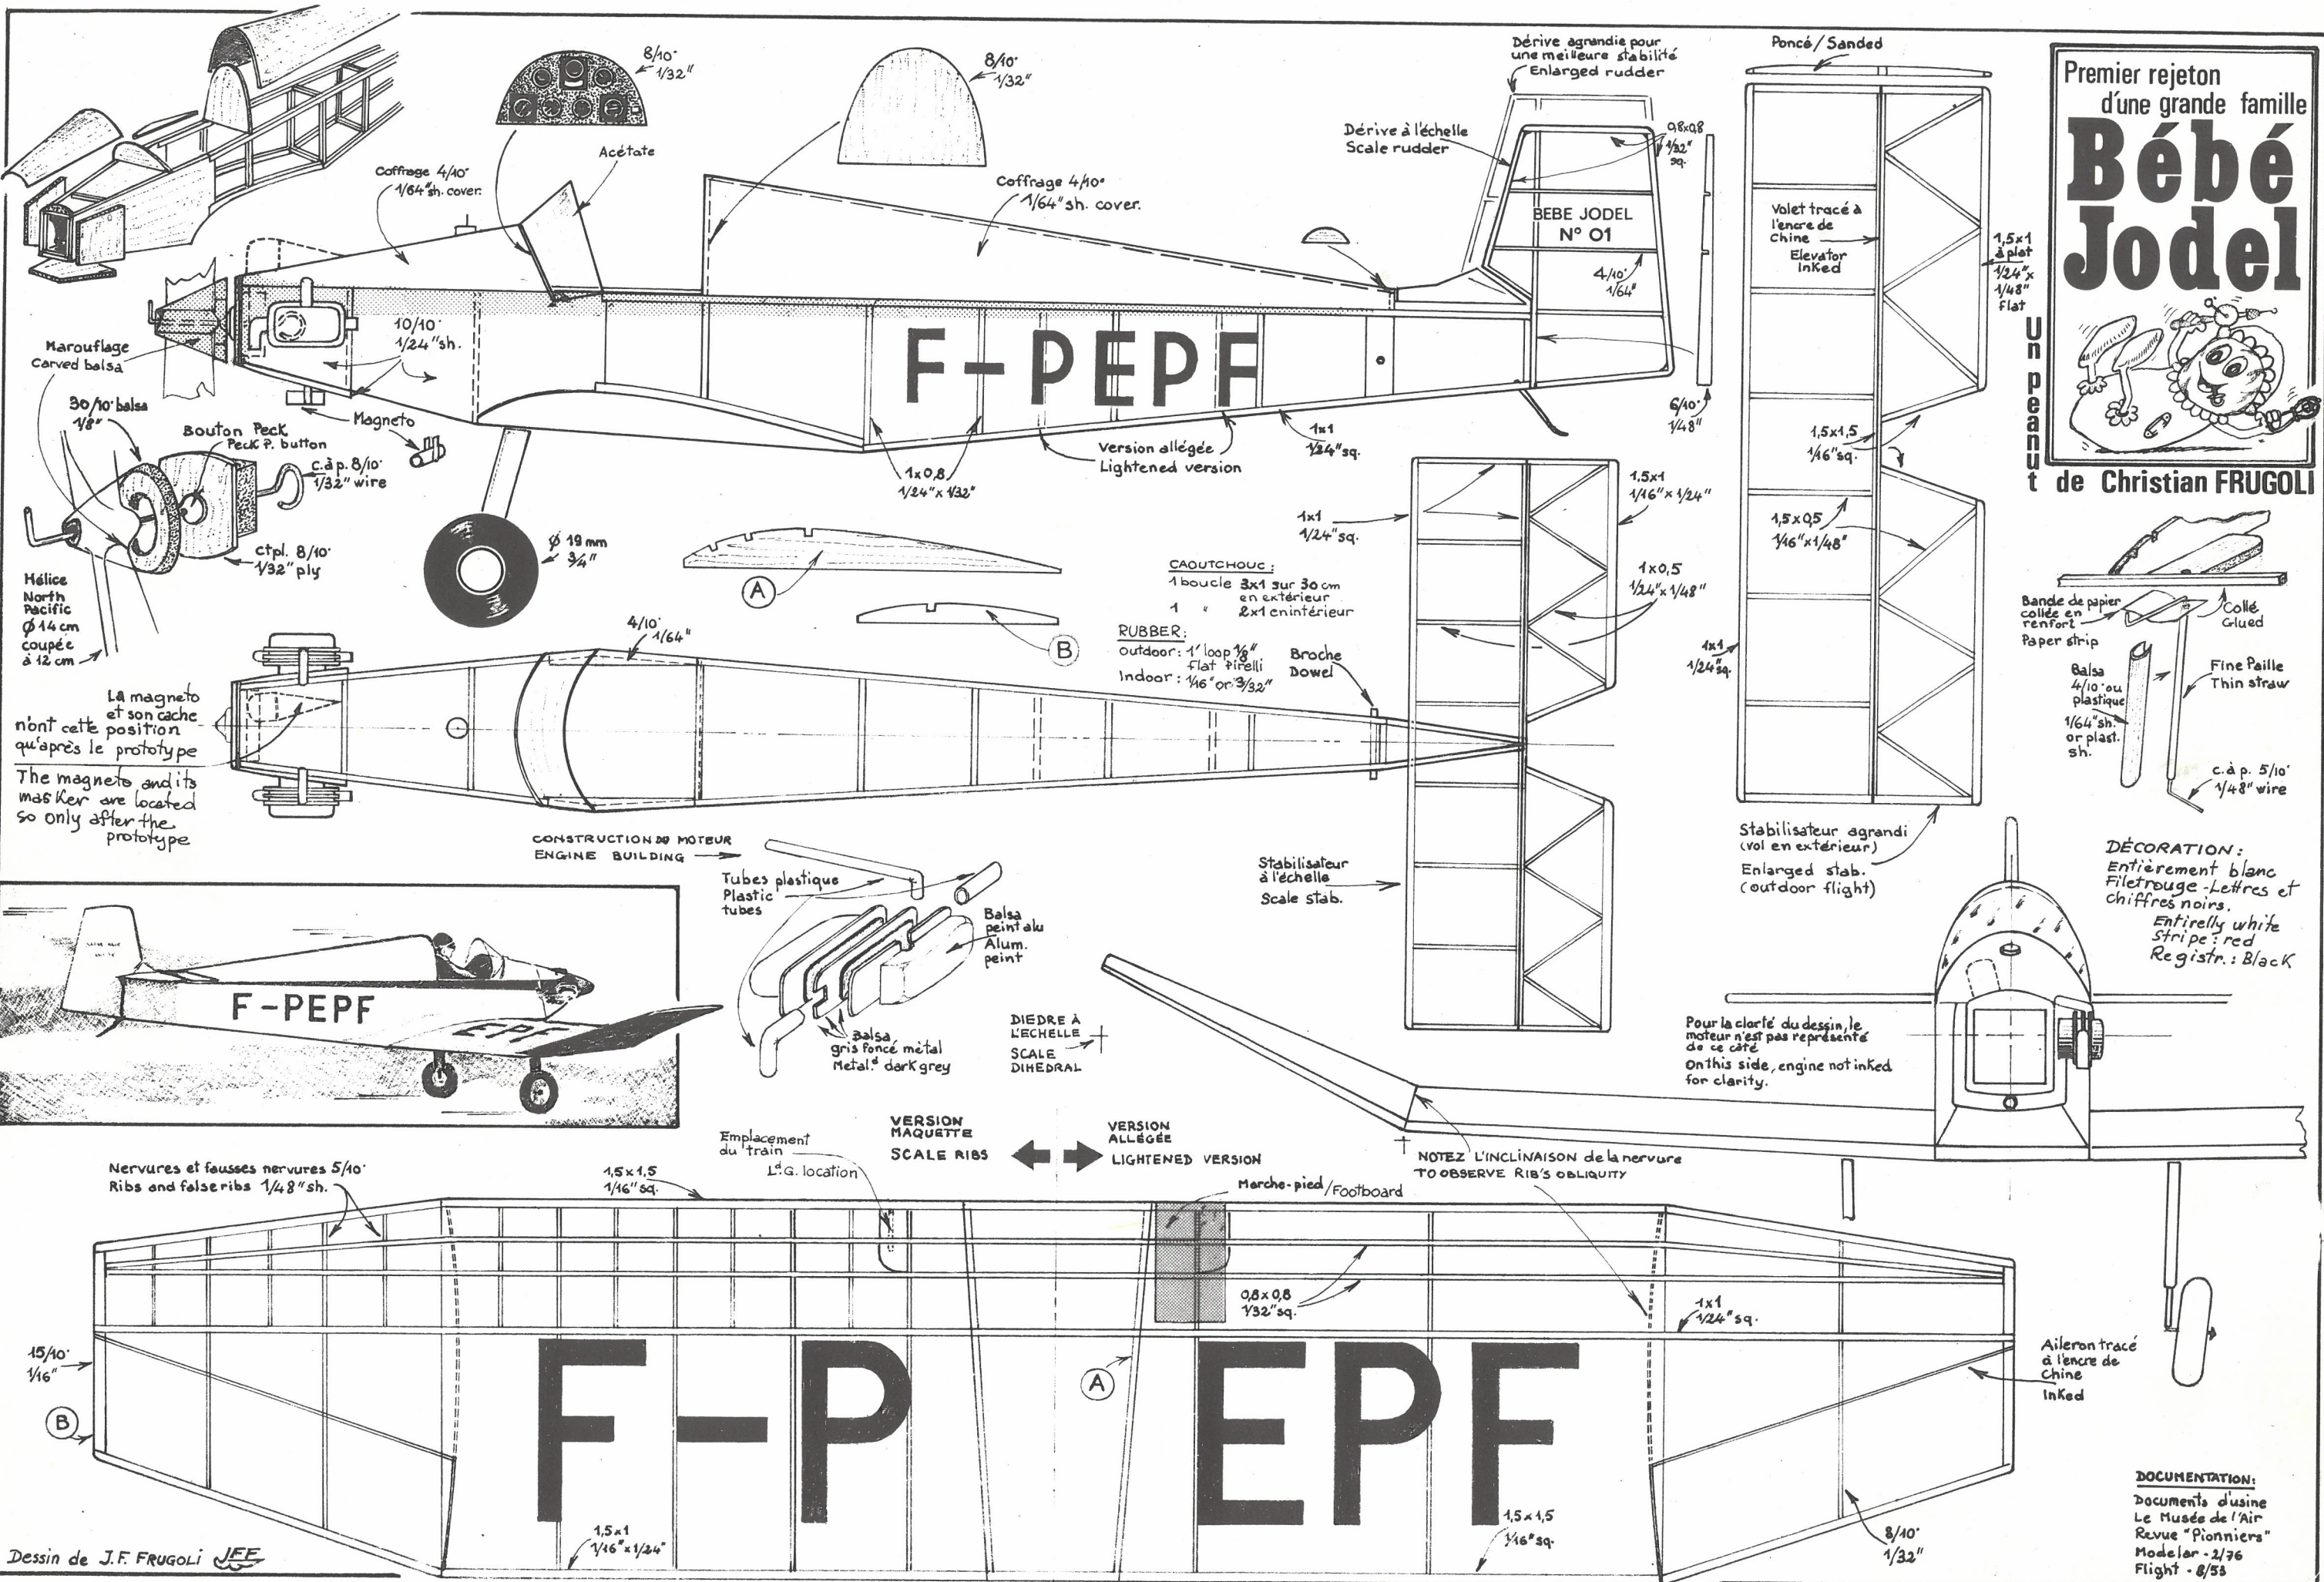 Premier rejeton
d'une grande famille
Bébé
Jodel
Un peanut
de Christian FRUGOLI
8/10·
1/32"
Acétate
Coffrage 4/10·
1/64"sh. cover.
8/10·
1/32"
Coffrage 4/10·
1/64"sh. cover.
Dérive agrandie pour
une meilleure stabilité
Enlarged rudder
Dérive à l'échelle
Scale rudder
0,8x0,8
1/32"
sq.
BEBE JODEL
N° 01
4/10·
1/64"
6/10·
1/48"
Poncé/Sanded
Volet tracé à
l'encre de
Chine
Elevator
Inked
1,5x1
à plat
1/24"x
1/48"
flat
1,5x1,5
1/16"sq.
1,5x0,5
1/16"x1/48"
1x1
1/24"sq.
Stabilisateur agrandi
(vol en extérieur)
Enlarged stab.
(outdoor flight)
10/10·
1/24"sh.
F-PEPF
Marouflage
Carved balsa
30/10· balsa
1/8"
Bouton Peck
Peck P. button
c.à p. 8/10·
1/32" wire
ctpl. 8/10·
1/32" ply
Hélice
North
Pacific
Ø 14 cm
coupée
à 12 cm
Magneto
Ø 19 mm
3/4"
1x0,8
1/24"x1/32"
Version allégée
Lightened version
1x1
1/24"sq.
A
B
CAOUTCHOUC:
1 boucle 3x1 sur 30 cm
en extérieur
1 " 2x1 en intérieur
RUBBER:
outdoor: 1' loop 1/8"
flat Pirelli
Indoor: 1/16" or 3/32"
Broche
Dowel
1x1
1/24"sq.
1,5x1
1/16"x1/24"
1x0,5
1/24"x1/48"
Stabilisateur
à l'échelle
Scale stab.
4/10·
1/64"
La magneto
et son cache
n'ont cette position
qu'après le prototype
The magneto and its
masker are located
so only after the
prototype
Bande de papier
collée en
renfort
Paper strip
Collé
Glued
Balsa
4/10· ou
plastique
1/64"sh.
or plast.
sh.
Fine Paille
Thin straw
c.à p. 5/10·
1/48" wire
DÉCORATION:
Entièrement blanc
Filet rouge - Lettres et
chiffres noirs.
Entirelly white
Stripe: red
Registr.: Black
CONSTRUCTION DU MOTEUR
ENGINE BUILDING
Tubes plastique
Plastic
tubes
Balsa
peint alu
Alum.
peint
Balsa
gris foncé métal
Metal.d dark grey
F-PEPF
EPF
DIEDRE À
L'ECHELLE
SCALE
DIHEDRAL
Pour la clarté du dessin, le
moteur n'est pas représenté
de ce côté
On this side, engine not inked
for clarity.
NOTEZ L'INCLINAISON de la nervure
TO OBSERVE RIB'S OBLIQUITY
VERSION
MAQUETTE
SCALE RIBS
VERSION
ALLÉGÉE
LIGHTENED VERSION
Emplacement
du train
Ld.G. location
Marche-pied/Footboard
Nervures et fausses nervures 5/10·
Ribs and false ribs 1/48"sh.
1,5x1,5
1/16"sq.
0,8x0,8
1/32"sq.
1x1
1/24"sq.
15/10·
1/16"
B
A
F-P
EPF
1,5x1
1/16"x1/24"
1,5x1,5
1/16"sq.
8/10·
1/32"
Aileron tracé
à l'encre de
Chine
Inked
DOCUMENTATION:
Documents d'usine
Le Musée de l'Air
Revue "Pionniers"
Modelar - 2/76
Flight - 8/53
Dessin de J.F. FRUGOLI JFF